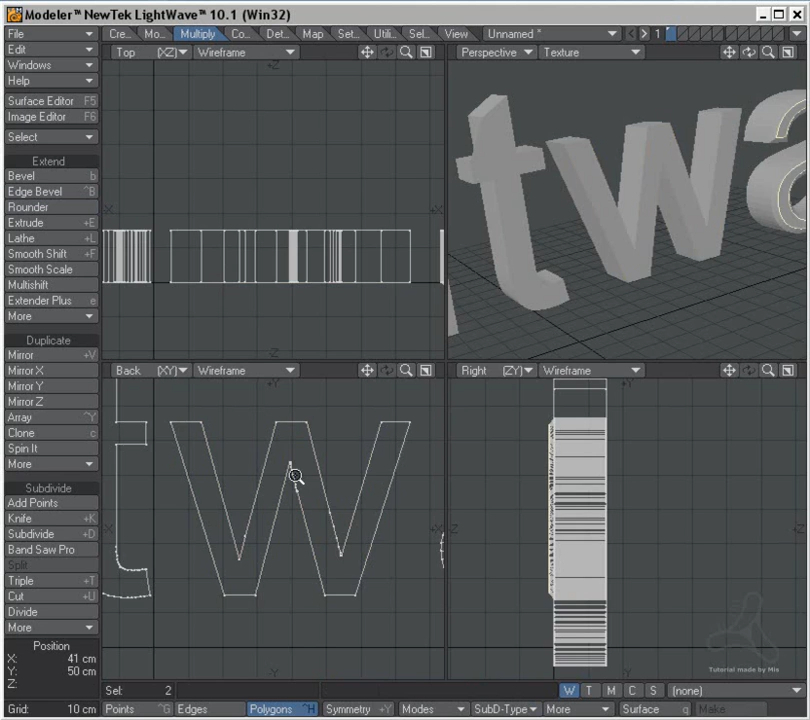 Modeler™ NewTek LightWave™ 10.1 (Win32)
File Cre... Mo... Multiply Co... Det... Map Set... Utili... Sel... View Unnamed * 1
Edit
Windows
Help
Surface Editor F5
Image Editor F6
Select
Extend
Bevel b
Edge Bevel ^B
Rounder
Extrude +E
Lathe +L
Smooth Shift +F
Smooth Scale
Multishift
Extender Plus e
More
Duplicate
Mirror +V
Mirror X
Mirror Y
Mirror Z
Array ^Y
Clone c
Spin It
More
Subdivide
Add Points
Knife +K
Subdivide +D
Band Saw Pro
Split
Triple +T
Cut +U
Divide
More
Position
X: 41 cm
Y: 50 cm
Z:
Grid: 10 cm
Top (XZ) Wireframe
Perspective Texture
twa
Back (XY) Wireframe
Right (ZY) Wireframe
tw
Tutorial made by Mis
Sel: 2 W T M C S (none)
Points ^G Edges Polygons ^H Symmetry +Y Modes SubD-Type More Surface q Make